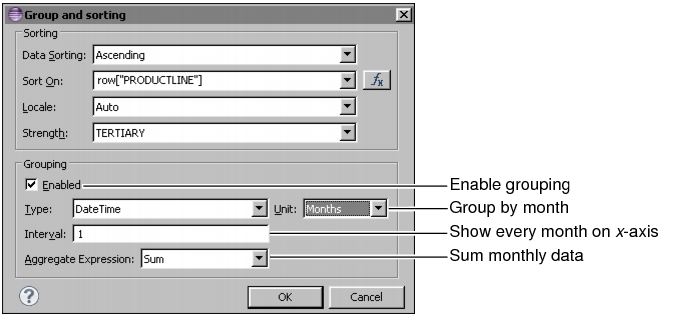 Group and sorting
Sorting
Data Sorting: Ascending
Sort On: row["PRODUCTLINE"] fx
Locale: Auto
Strength: TERTIARY
Grouping
Enabled Enable grouping
Type: DateTime Unit: Months Group by month
Interval: 1 Show every month on x-axis
Aggregate Expression: Sum Sum monthly data
? OK Cancel